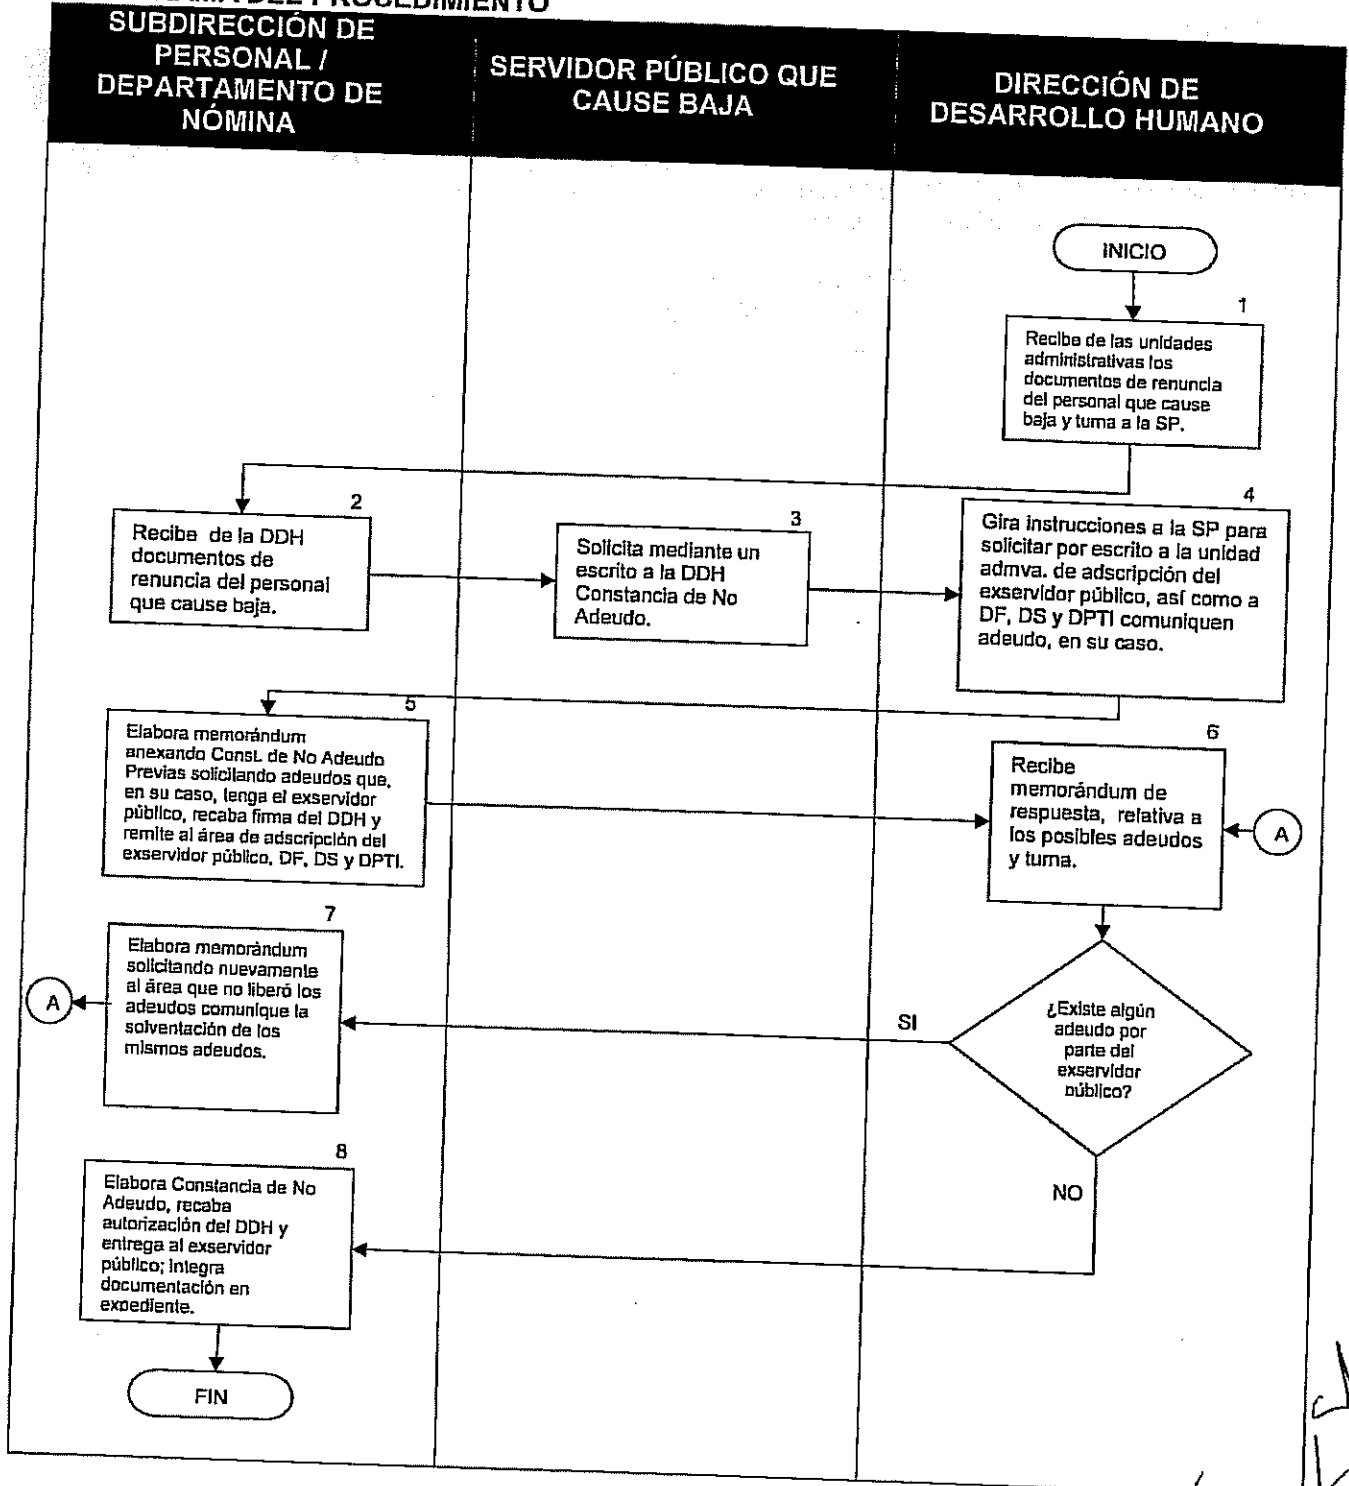 DEL PROCEDIMIENTO
SUBDIRECCIÓN DE
PERSONAL /
DEPARTAMENTO DE
NÓMINA
SERVIDOR PÚBLICO QUE
CAUSE BAJA
DIRECCIÓN DE
DESARROLLO HUMANO
INICIO
1
Recibe de las unidades
administrativas los
documentos de renuncia
del personal que cause
baja y turna a la SP.
2
Recibe de la DDH
documentos de
renuncia del personal
que cause baja.
3
Solicita mediante un
escrito a la DDH
Constancia de No
Adeudo.
4
Gira instrucciones a la SP para
solicitar por escrito a la unidad
admva. de adscripción del
exservidor público, así como a
DF, DS y DPTI comuniquen
adeudo, en su caso.
5
Elabora memorándum
anexando Const. de No Adeudo
Previas solicitando adeudos que,
en su caso, tenga el exservidor
público, recaba firma del DDH y
remite al área de adscripción del
exservidor público, DF, DS y DPTI.
6
Recibe
memorándum de
respuesta, relativa a
los posibles adeudos
y turna.
A
7
Elabora memorándum
solicitando nuevamente
al área que no liberó los
adeudos comunique la
solventación de los
mismos adeudos.
A
¿Existe algún
adeudo por
parte del
exservidor
público?
SI
NO
8
Elabora Constancia de No
Adeudo, recaba
autorización del DDH y
entrega al exservidor
público; integra
documentación en
expediente.
FIN